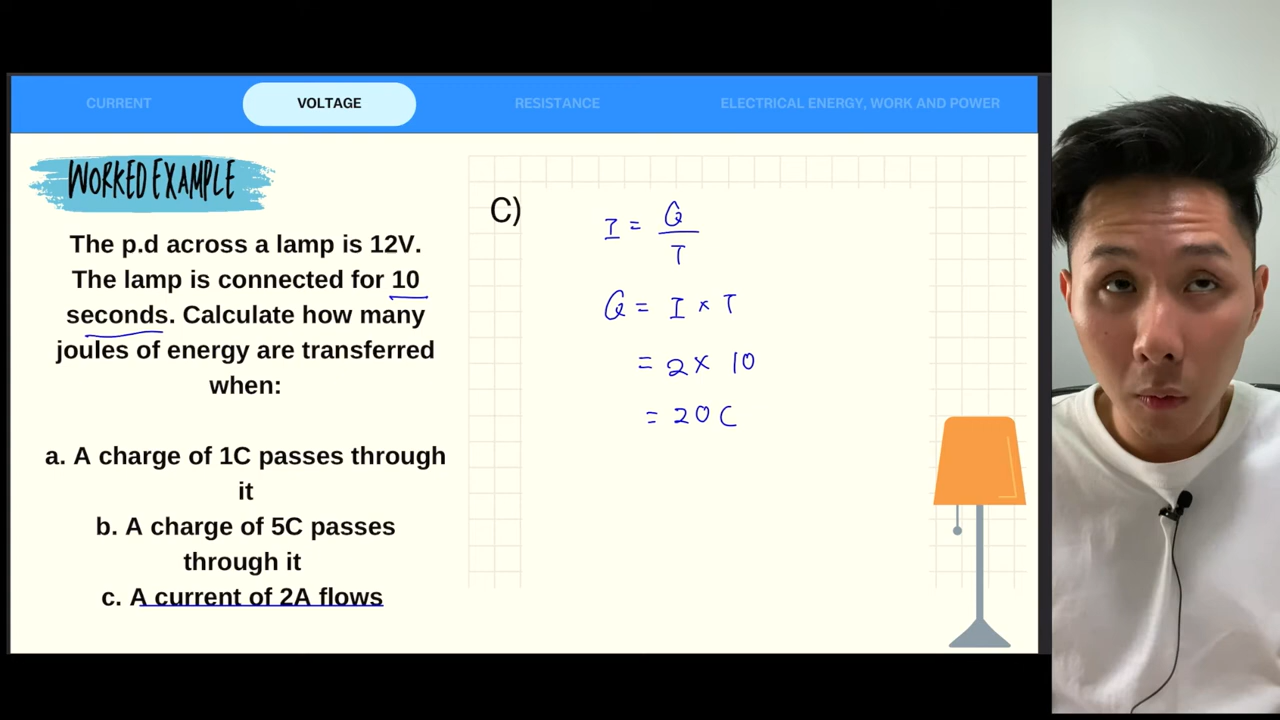 CURRENT
VOLTAGE
RESISTANCE
ELECTRICAL ENERGY, WORK AND POWER
WORKED EXAMPLE
The p.d across a lamp is 12V.
The lamp is connected for 10
seconds. Calculate how many
joules of energy are transferred
when:
a. A charge of 1C passes through
it
b. A charge of 5C passes
through it
c. A current of 2A flows
C)
I = Q
T
Q = I × T
= 2 × 10
= 20 C